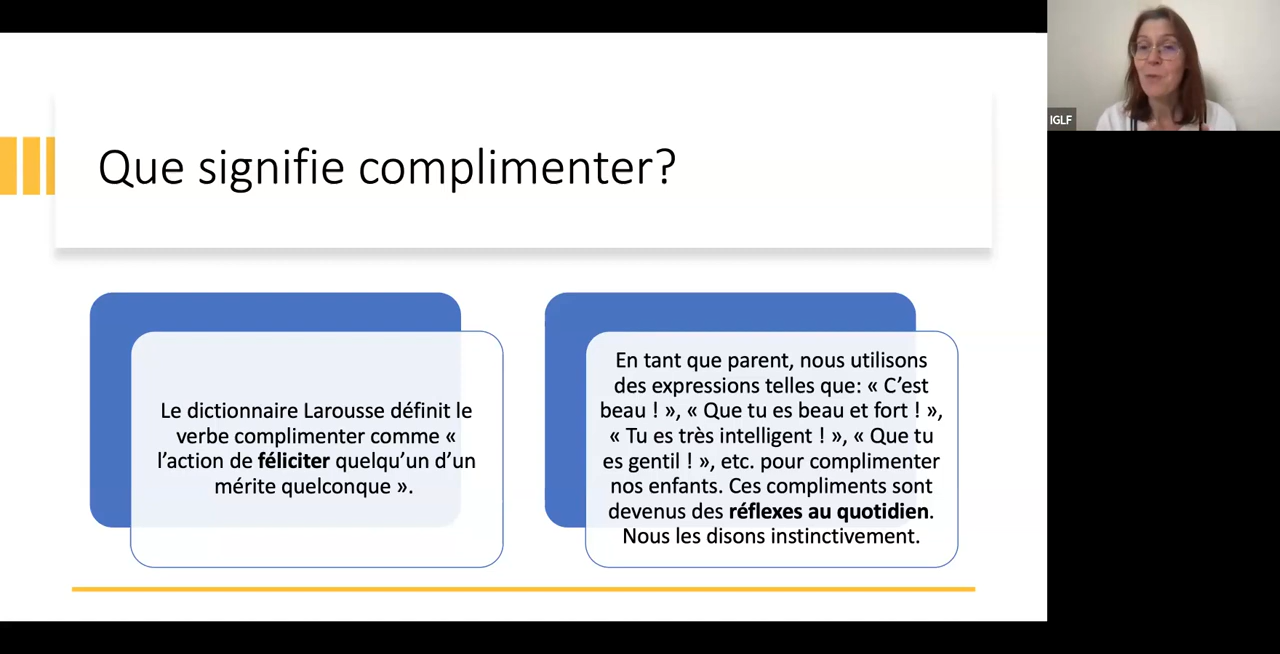 Que signifie complimenter?
Le dictionnaire Larousse définit le
verbe complimenter comme «
l’action de féliciter quelqu’un d’un
mérite quelconque ».
En tant que parent, nous utilisons
des expressions telles que: « C’est
beau ! », « Que tu es beau et fort ! »,
« Tu es très intelligent ! », « Que tu
es gentil ! », etc. pour complimenter
nos enfants. Ces compliments sont
devenus des réflexes au quotidien.
Nous les disons instinctivement.
IGLF